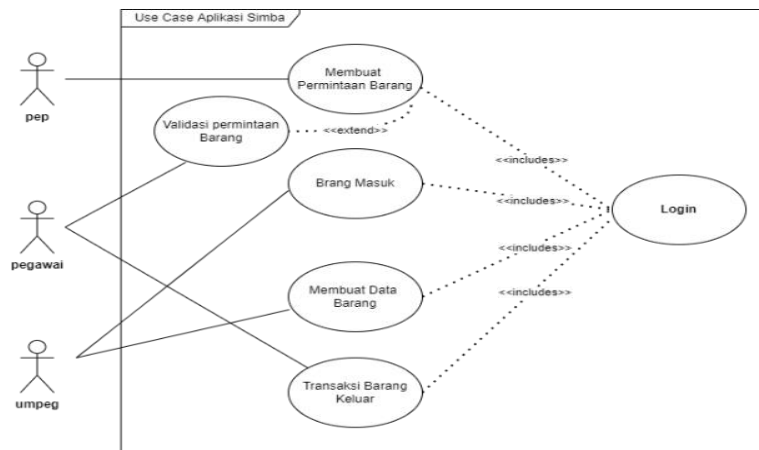 Use Case Aplikasi Simba
Membuat
Permintaan Barang
pep
Validasi permintaan
Barang
<<extend>>
<<includes>>
Brang Masuk
<<includes>>
Login
pegawai
<<includes>>
Membuat Data
Barang
<<includes>>
umpeg
Transaksi Barang
Keluar